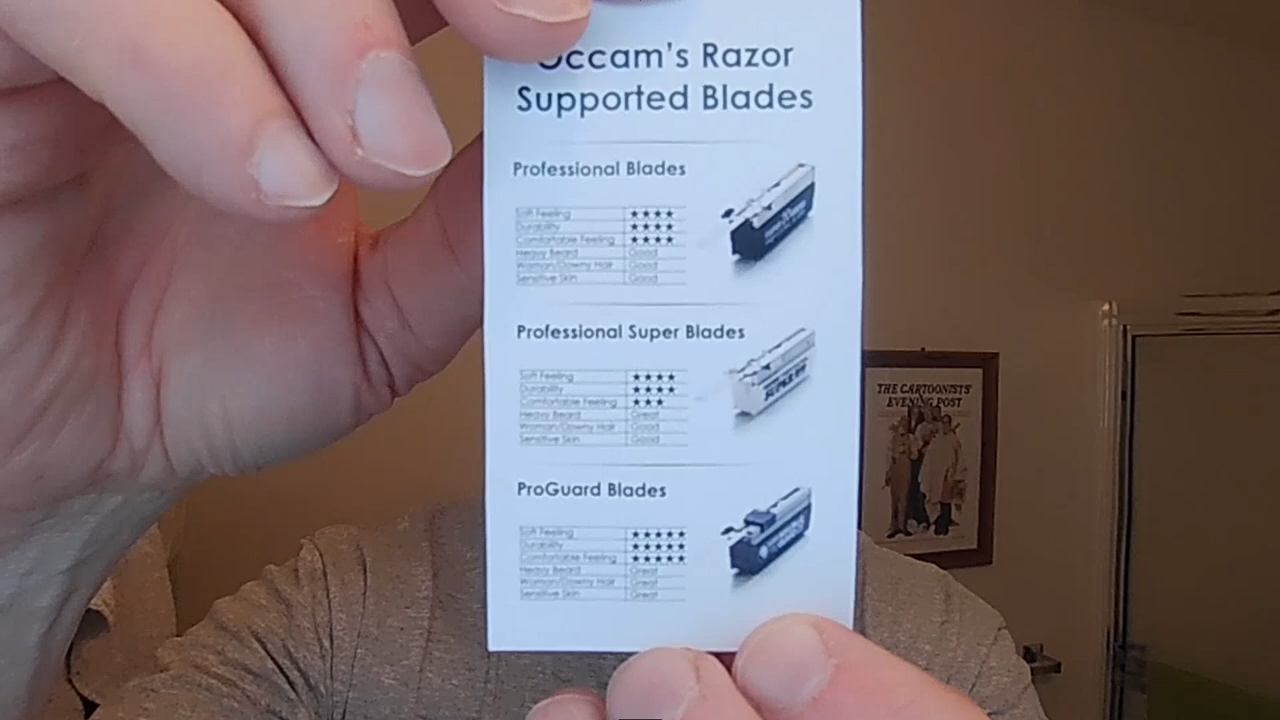 Occam's Razor
Supported Blades
Professional Blades
Soft Feeling ★★★★
Durability ★★★★
Comfortable Feeling ★★★★
Heavy Beard Good
Woman/Downy Hair Good
Sensitive Skin Good
Professional Super Blades
Soft Feeling ★★★★
Durability ★★★★
Comfortable Feeling ★★★
Heavy Beard Great
Woman/Downy Hair Good
Sensitive Skin Good
ProGuard Blades
Soft Feeling ★★★★★
Durability ★★★★★
Comfortable Feeling ★★★★★
Heavy Beard Great
Woman/Downy Hair Great
Sensitive Skin Great
THE CARTOONISTS'
EVENING POST